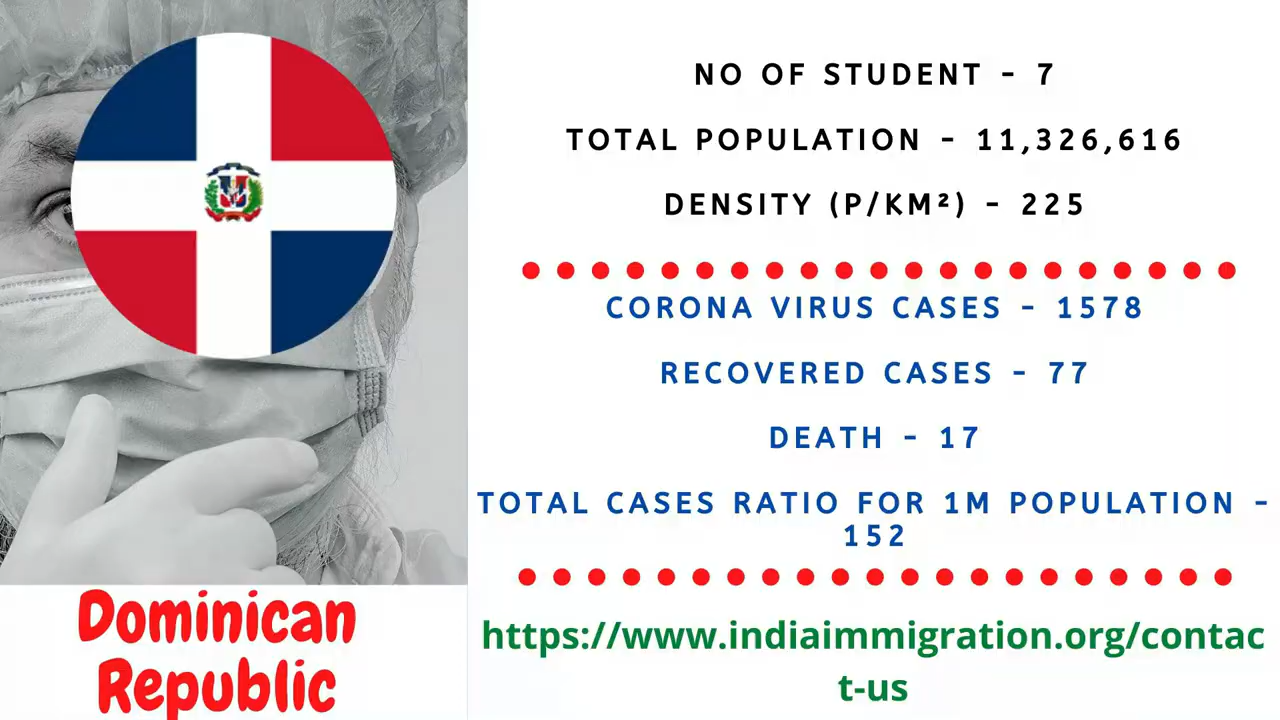 NO OF STUDENT - 7
TOTAL POPULATION - 11,326,616
DENSITY (P/KM²) - 225
CORONA VIRUS CASES - 1578
RECOVERED CASES - 77
DEATH - 17
TOTAL CASES RATIO FOR 1M POPULATION -
152
https://www.indiaimmigration.org/contac
t-us
Dominican
Republic